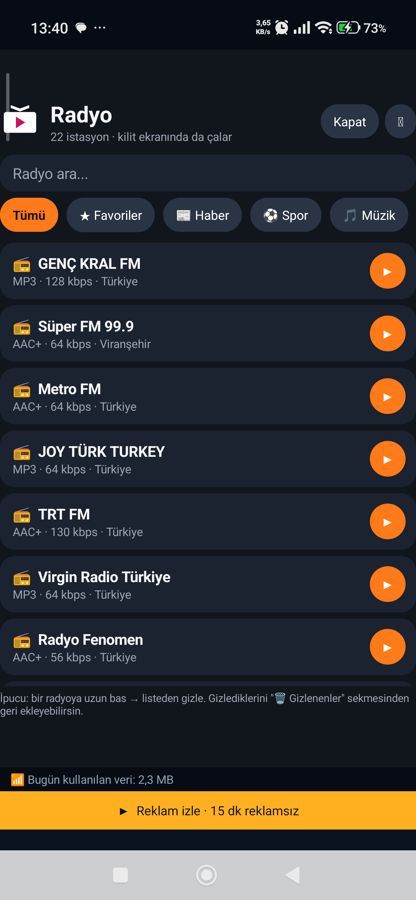 13:40
3,65 KB/s
73%
Radyo
22 istasyon · kilit ekranında da çalar
Kapat
Radyo ara...
Tümü
★ Favoriler
Haber
Spor
Müzik
GENÇ KRAL FM
MP3 · 128 kbps · Türkiye
Süper FM 99.9
AAC+ · 64 kbps · Viranşehir
Metro FM
AAC+ · 64 kbps · Türkiye
JOY TÜRK TURKEY
MP3 · 64 kbps · Türkiye
TRT FM
AAC+ · 130 kbps · Türkiye
Virgin Radio Türkiye
MP3 · 64 kbps · Türkiye
Radyo Fenomen
AAC+ · 56 kbps · Türkiye
İpucu: bir radyoya uzun bas → listeden gizle. Gizlediklerini "🗑 Gizlenenler" sekmesinden
geri ekleyebilirsin.
Bugün kullanılan veri: 2,3 MB
► Reklam izle · 15 dk reklamsız